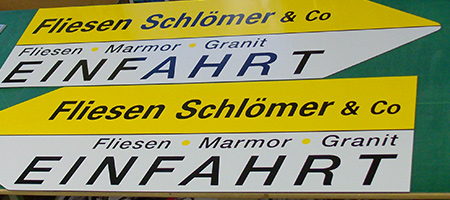 Fliesen Schlömer & Co
Fliesen • Marmor • Granit
EINFAHRT
Fliesen Schlömer & Co
Fliesen • Marmor • Granit
EINFAHRT